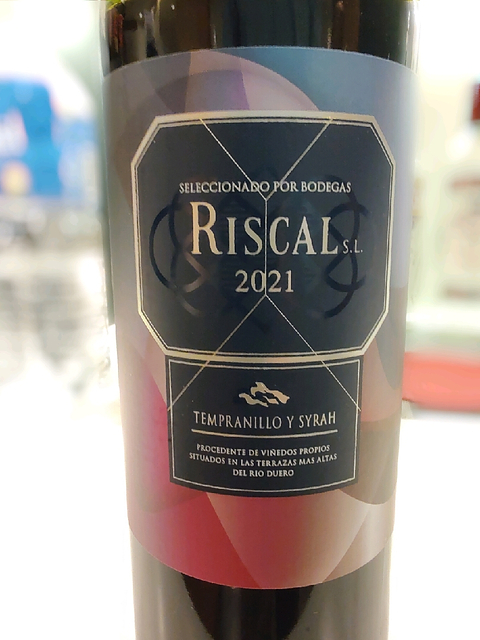 SELECCIONADO POR BODEGAS
RISCAL S.L.
2021
TEMPRANILLO Y SYRAH
PROCEDENTE DE VIÑEDOS PROPIOS
SITUADOS EN LAS TERRAZAS MAS ALTAS
DEL RIO DUERO